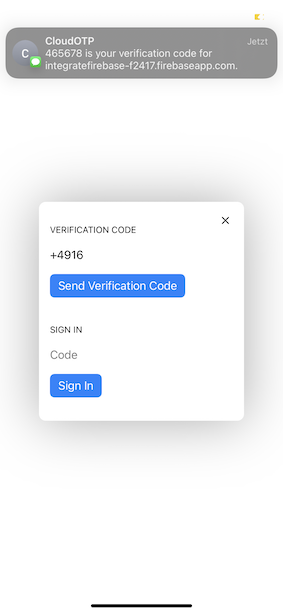 CloudOTP
Jetzt
465678 is your verification code for
integratefirebase-f2417.firebaseapp.com.
C
VERIFICATION CODE
+4916
Send Verification Code
SIGN IN
Code
Sign In